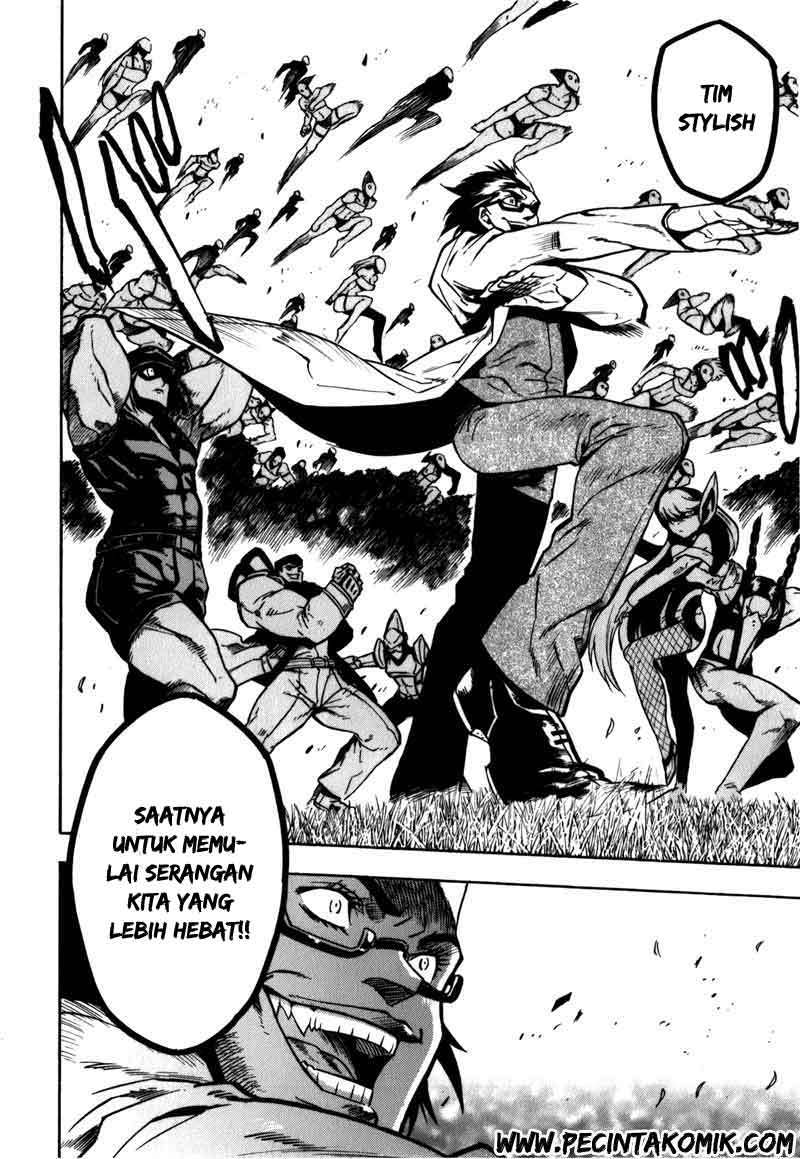 TIM
STYLISH
SAATNYA
UNTUK MEMU-
LAI SERANGAN
KITA YANG
LEBIH HEBAT!!
WWW.PECINTAKOMIK.COM